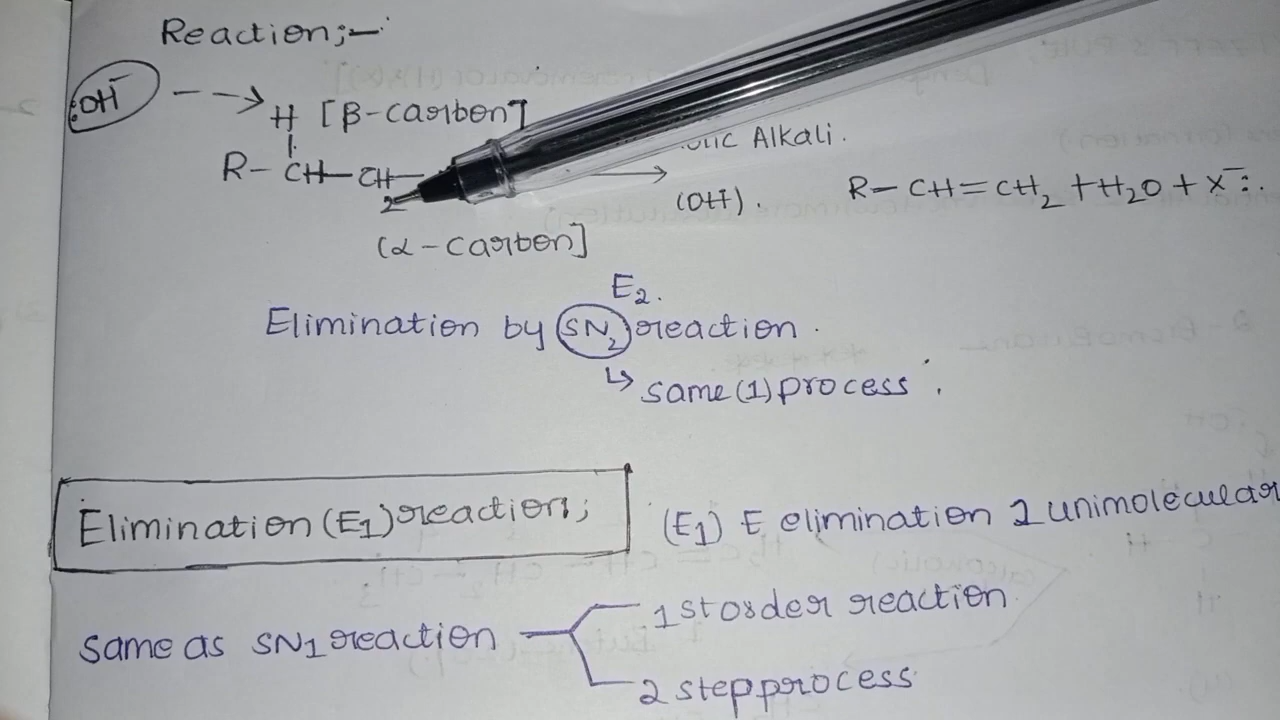 Reaction;-
:OH⁻ --> H [β-carbon]
R- CH-CH₂- → Alkali. R-CH=CH₂ +H₂O + X⁻:.
(OH⁻).
(α-carbon]
E₂.
Elimination by SN₂ reaction.
↳ same(1)process.
Elimination(E₁)reaction;
(E₁) E elimination 1 unimolecular
same as SN1 reaction
1st order reaction
2 step process